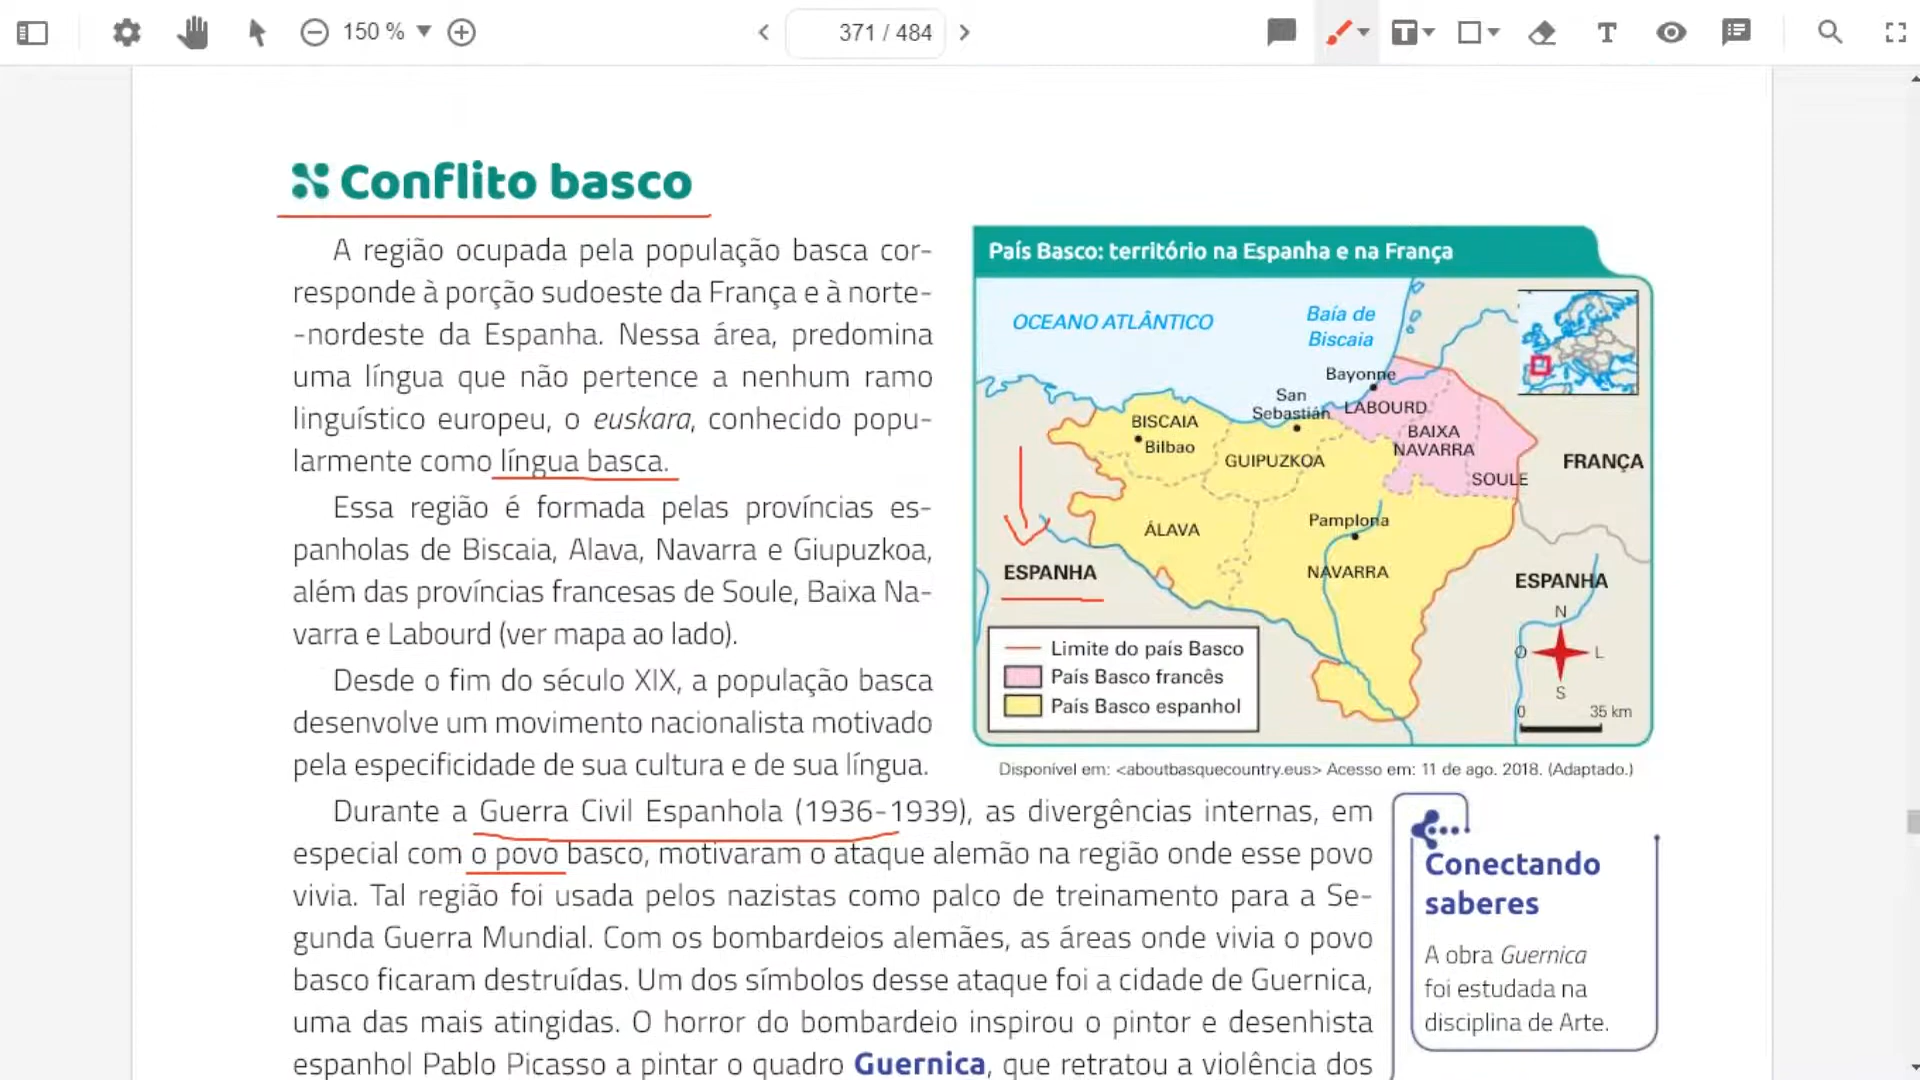 150 %
371 / 484
Conflito basco
A região ocupada pela população basca cor-
responde à porção sudoeste da França e à norte-
-nordeste da Espanha. Nessa área, predomina
uma língua que não pertence a nenhum ramo
linguístico europeu, o euskara, conhecido popu-
larmente como língua basca.
Essa região é formada pelas províncias es-
panholas de Biscaia, Alava, Navarra e Giupuzkoa,
além das províncias francesas de Soule, Baixa Na-
varra e Labourd (ver mapa ao lado).
Desde o fim do século XIX, a população basca
desenvolve um movimento nacionalista motivado
pela especificidade de sua cultura e de sua língua.
País Basco: território na Espanha e na França
OCEANO ATLÂNTICO
Baía de
Biscaia
Bayonne
San
Sebastián
LABOURD
BISCAIA
Bilbao
BAIXA
NAVARRA
GUIPUZKOA
FRANÇA
SOULE
ÁLAVA
Pamplona
ESPANHA
NAVARRA
ESPANHA
N
O
L
S
Limite do país Basco
País Basco francês
País Basco espanhol
0
35 km
Disponível em: <aboutbasquecountry.eus> Acesso em: 11 de ago. 2018. (Adaptado.)
Durante a Guerra Civil Espanhola (1936-1939), as divergências internas, em
especial com o povo basco, motivaram o ataque alemão na região onde esse povo
vivia. Tal região foi usada pelos nazistas como palco de treinamento para a Se-
gunda Guerra Mundial. Com os bombardeios alemães, as áreas onde vivia o povo
basco ficaram destruídas. Um dos símbolos desse ataque foi a cidade de Guernica,
uma das mais atingidas. O horror do bombardeio inspirou o pintor e desenhista
espanhol Pablo Picasso a pintar o quadro Guernica, que retratou a violência dos
Conectando
saberes
A obra Guernica
foi estudada na
disciplina de Arte.